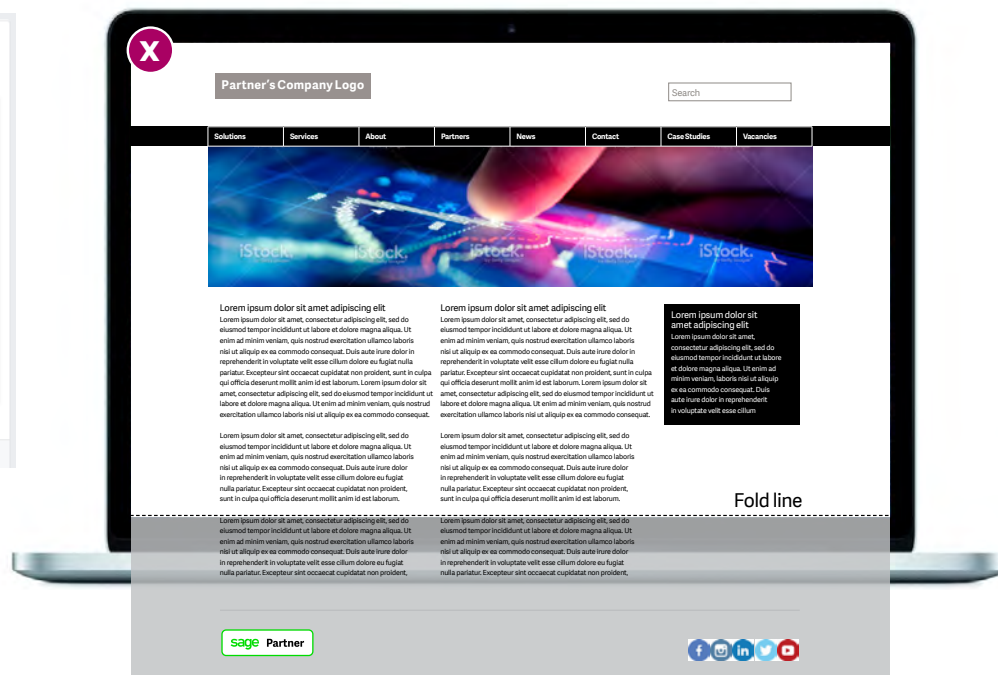 X
Partner's Company Logo
Search
Solutions
Services
About
Partners
News
Contact
Case Studies
Vacancies
iStock.
by Getty Images
iStock.
iStock.
by Getty Images
iStock.
iStock.
by Getty Images
Lorem ipsum dolor sit amet adipiscing elit
Lorem ipsum dolor sit amet, consectetur adipiscing elit, sed do
eiusmod tempor incididunt ut labore et dolore magna aliqua. Ut
enim ad minim veniam, quis nostrud exercitation ullamco laboris
nisi ut aliquip ex ea commodo consequat. Duis aute irure dolor in
reprehenderit in voluptate velit esse cillum dolore eu fugiat nulla
pariatur. Excepteur sint occaecat cupidatat non proident, sunt in culpa
qui officia deserunt mollit anim id est laborum. Lorem ipsum dolor sit
amet, consectetur adipiscing elit, sed do eiusmod tempor incididunt ut
labore et dolore magna aliqua. Ut enim ad minim veniam, quis nostrud
exercitation ullamco laboris nisi ut aliquip ex ea commodo consequat.
Lorem ipsum dolor sit amet, consectetur adipiscing elit, sed do
eiusmod tempor incididunt ut labore et dolore magna aliqua. Ut
enim ad minim veniam, quis nostrud exercitation ullamco laboris
nisi ut aliquip ex ea commodo consequat. Duis aute irure dolor
in reprehenderit in voluptate velit esse cillum dolore eu fugiat
nulla pariatur. Excepteur sint occaecat cupidatat non proident,
sunt in culpa qui officia deserunt mollit anim id est laborum.
Lorem ipsum dolor sit amet, consectetur adipiscing elit, sed do
eiusmod tempor incididunt ut labore et dolore magna aliqua. Ut
enim ad minim veniam, quis nostrud exercitation ullamco laboris
nisi ut aliquip ex ea commodo consequat. Duis aute irure dolor
in reprehenderit in voluptate velit esse cillum dolore eu fugiat
nulla pariatur. Excepteur sint occaecat cupidatat non proident,
Lorem ipsum dolor sit amet adipiscing elit
Lorem ipsum dolor sit amet, consectetur adipiscing elit, sed do
eiusmod tempor incididunt ut labore et dolore magna aliqua. Ut
enim ad minim veniam, quis nostrud exercitation ullamco laboris
nisi ut aliquip ex ea commodo consequat. Duis aute irure dolor in
reprehenderit in voluptate velit esse cillum dolore eu fugiat nulla
pariatur. Excepteur sint occaecat cupidatat non proident, sunt in culpa
qui officia deserunt mollit anim id est laborum. Lorem ipsum dolor sit
amet, consectetur adipiscing elit, sed do eiusmod tempor incididunt ut
labore et dolore magna aliqua. Ut enim ad minim veniam, quis nostrud
exercitation ullamco laboris nisi ut aliquip ex ea commodo consequat.
Lorem ipsum dolor sit amet, consectetur adipiscing elit, sed do
eiusmod tempor incididunt ut labore et dolore magna aliqua. Ut
enim ad minim veniam, quis nostrud exercitation ullamco laboris
nisi ut aliquip ex ea commodo consequat. Duis aute irure dolor
in reprehenderit in voluptate velit esse cillum dolore eu fugiat
nulla pariatur. Excepteur sint occaecat cupidatat non proident,
sunt in culpa qui officia deserunt mollit anim id est laborum.
Lorem ipsum dolor sit amet, consectetur adipiscing elit, sed do
eiusmod tempor incididunt ut labore et dolore magna aliqua. Ut
enim ad minim veniam, quis nostrud exercitation ullamco laboris
nisi ut aliquip ex ea commodo consequat. Duis aute irure dolor
in reprehenderit in voluptate velit esse cillum dolore eu fugiat
nulla pariatur. Excepteur sint occaecat cupidatat non proident,
Lorem ipsum dolor sit
amet adipiscing elit
Lorem ipsum dolor sit amet,
consectetur adipiscing elit, sed do
eiusmod tempor incididunt ut labore
et dolore magna aliqua. Ut enim ad
minim veniam, laboris nisi ut aliquip
ex ea commodo consequat. Duis
aute irure dolor in reprehenderit
in voluptate velit esse cillum
Fold line
sage Partner